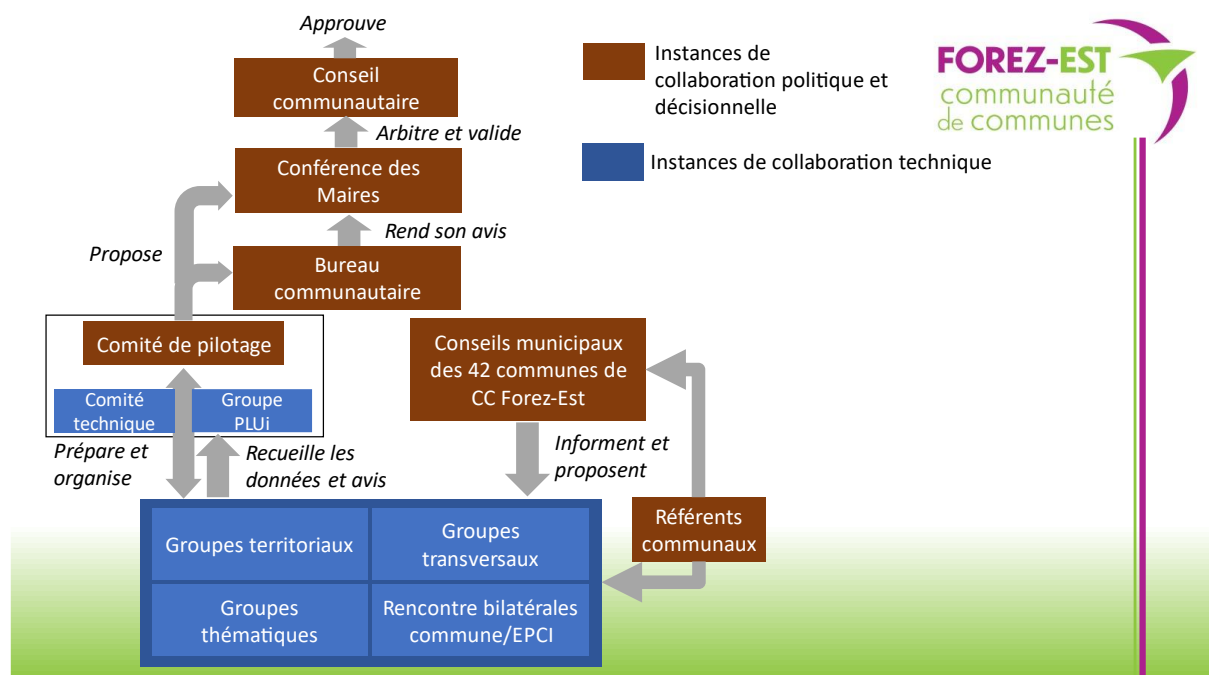 Approuve
Conseil
communautaire
Arbitre et valide
Conférence des
Maires
Propose
Rend son avis
Bureau
communautaire
Instances de
collaboration politique et
décisionnelle
Instances de collaboration technique
FOREZ-EST
communauté
de communes
Comité de pilotage
Comité
technique
Groupe
PLUi
Prépare et
organise
Recueille les
données et avis
Conseils municipaux
des 42 communes de
CC Forez-Est
Informent et
proposent
Référents
communaux
Groupes territoriaux
Groupes
transversaux
Groupes
thématiques
Rencontre bilatérales
commune/EPCI